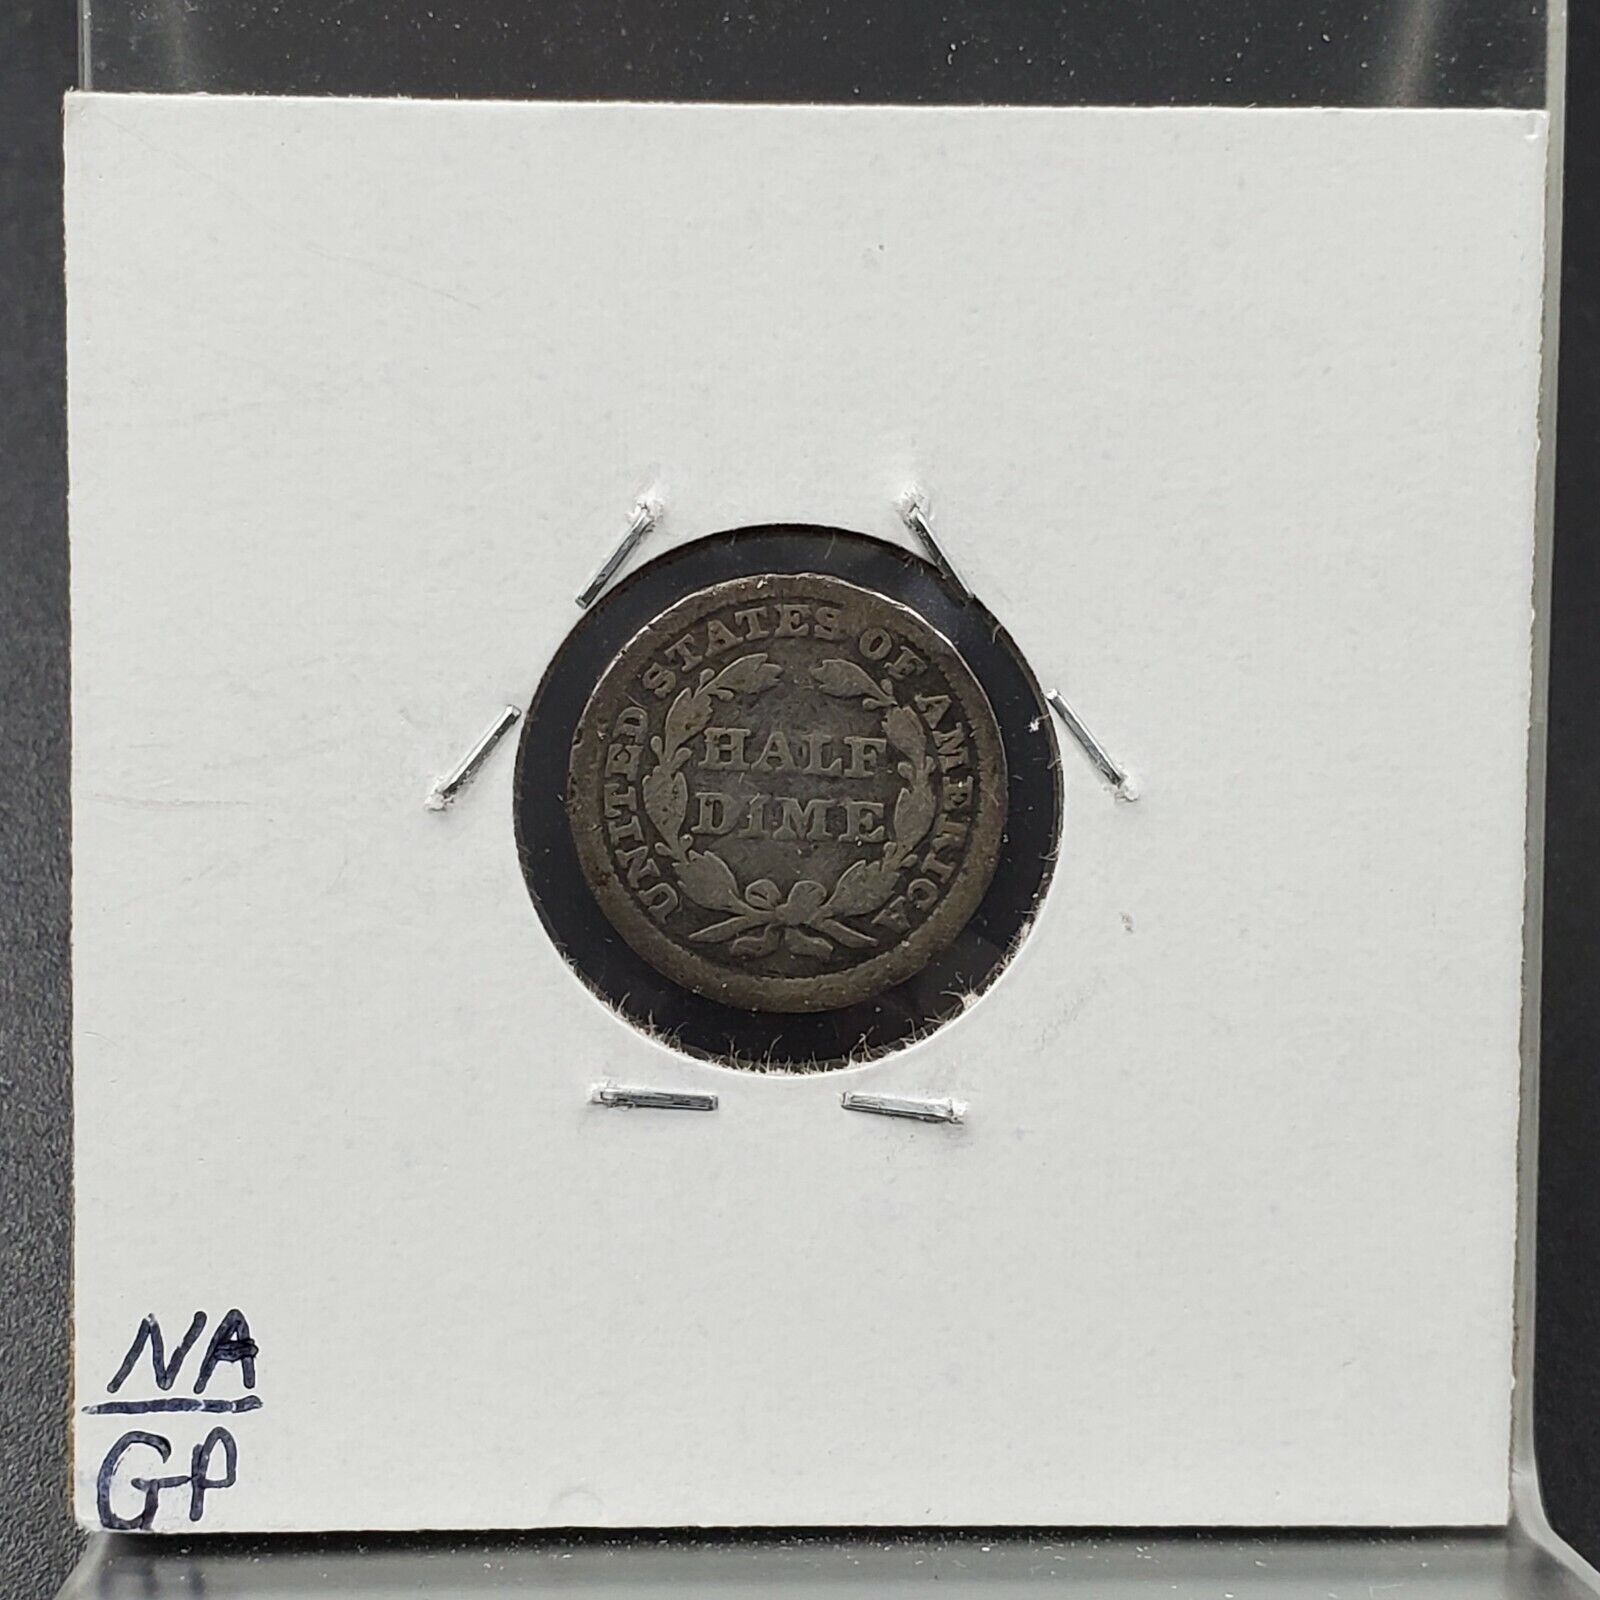 UNITED STATES OF AMERICA
HALF
DIME
NA
GP